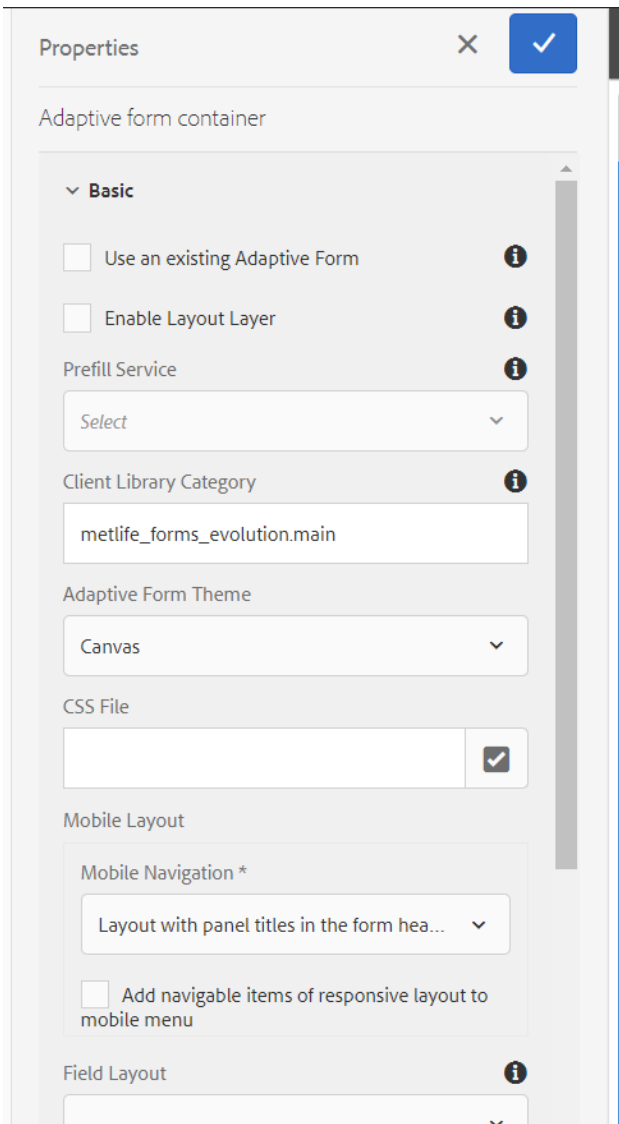 Properties
Adaptive form container
Basic
Use an existing Adaptive Form
Enable Layout Layer
Prefill Service
Select
Client Library Category
metlife_forms_evolution.main
Adaptive Form Theme
Canvas
CSS File
Mobile Layout
Mobile Navigation *
Layout with panel titles in the form hea...
Add navigable items of responsive layout to
mobile menu
Field Layout